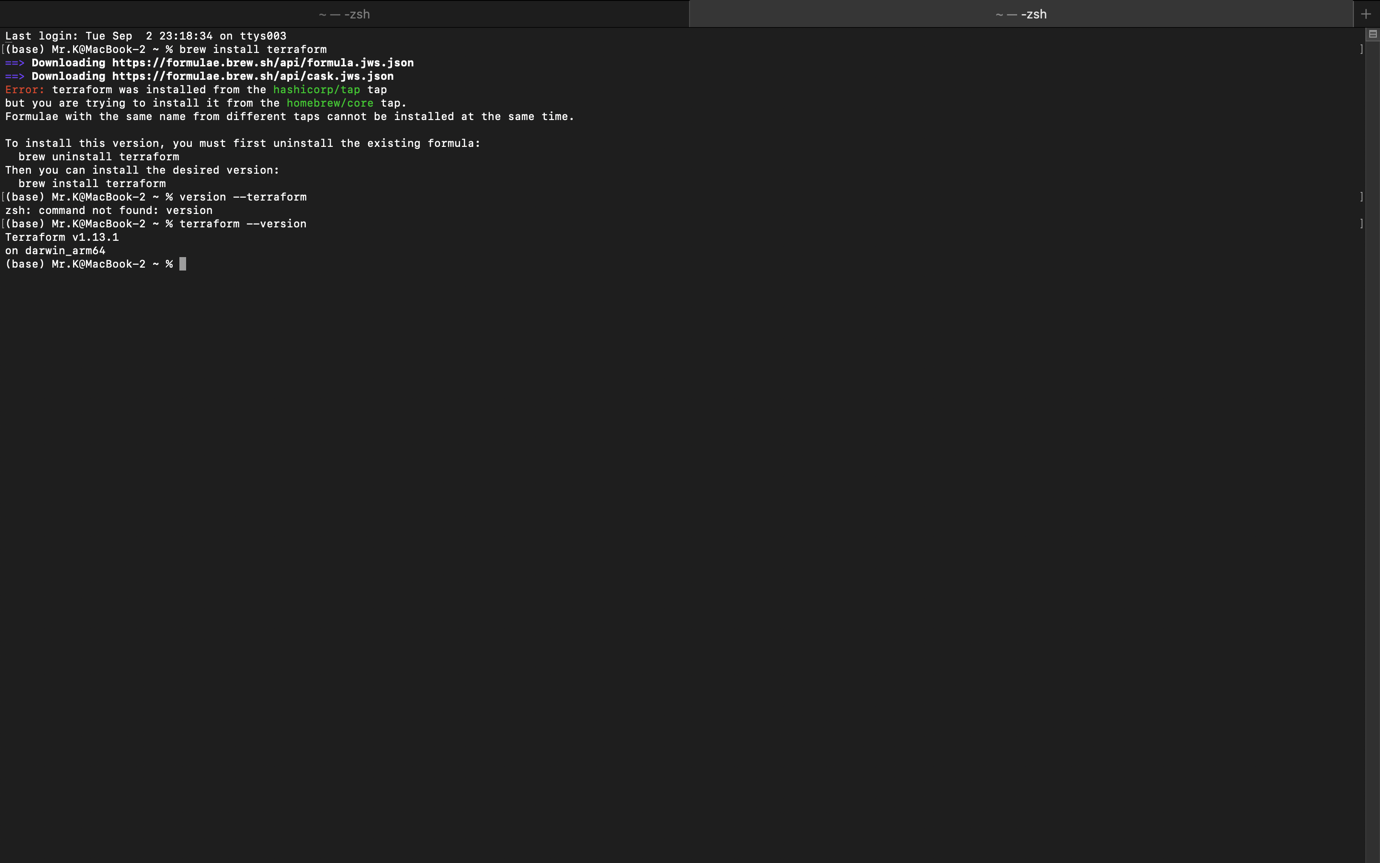 ~ — -zsh
~ — -zsh
Last login: Tue Sep  2 23:18:34 on ttys003
[(base) Mr.K@MacBook-2 ~ % brew install terraform ]
==> Downloading https://formulae.brew.sh/api/formula.jws.json
==> Downloading https://formulae.brew.sh/api/cask.jws.json
Error: terraform was installed from the hashicorp/tap tap
but you are trying to install it from the homebrew/core tap.
Formulae with the same name from different taps cannot be installed at the same time.

To install this version, you must first uninstall the existing formula:
  brew uninstall terraform
Then you can install the desired version:
  brew install terraform
[(base) Mr.K@MacBook-2 ~ % version --terraform ]
zsh: command not found: version
[(base) Mr.K@MacBook-2 ~ % terraform --version ]
Terraform v1.13.1
on darwin_arm64
(base) Mr.K@MacBook-2 ~ %